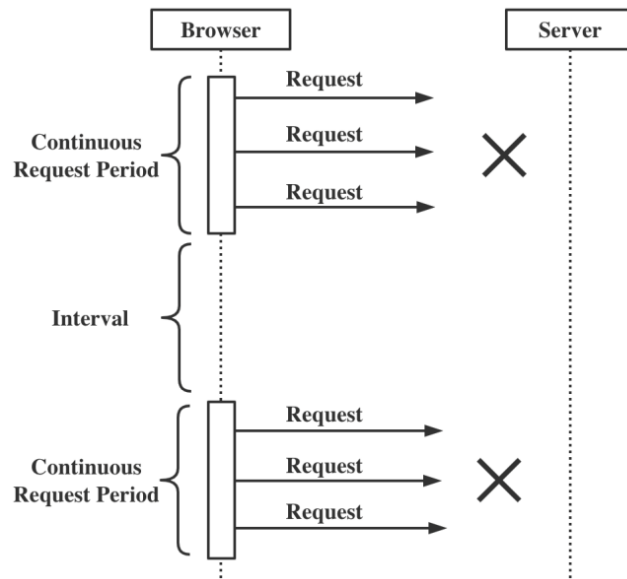 Browser
Server
Request
Request
Request
Continuous
Request Period
Interval
Request
Request
Request
Continuous
Request Period